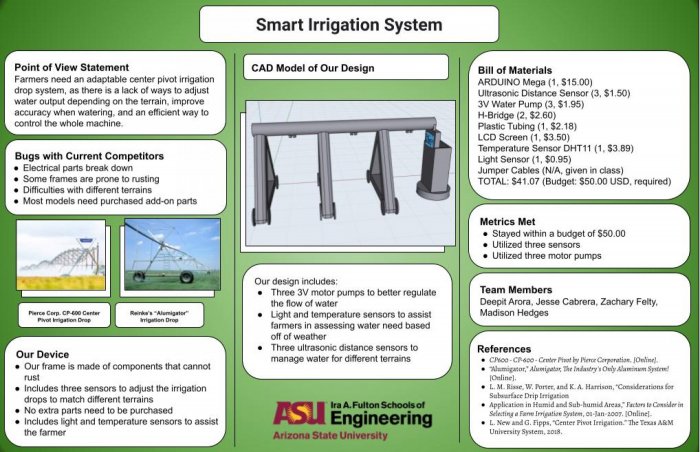 Smart Irrigation System
Point of View Statement
Farmers need an adaptable center pivot irrigation
drop system, as there is a lack of ways to adjust
water output depending on the terrain, improve
accuracy when watering, and an efficient way to
control the whole machine.
Bugs with Current Competitors
● Electrical parts break down
● Some frames are prone to rusting
● Difficulties with different terrains
● Most models need purchased add-on parts
Pierce Corp. CP-600 Center
Pivot Irrigation Drop
Reinke's "Alumigator"
Irrigation Drop
Our Device
● Our frame is made of components that cannot
rust
● Includes three sensors to adjust the irrigation
drops to match different terrains
● No extra parts need to be purchased
● Includes light and temperature sensors to assist
the farmer
CAD Model of Our Design
Our design includes:
● Three 3V motor pumps to better regulate
the flow of water
● Light and temperature sensors to assist
farmers in assessing water need based
off of weather
● Three ultrasonic distance sensors to
manage water for different terrains
ASU Ira A. Fulton Schools of
Engineering
Arizona State University
Bill of Materials
ARDUINO Mega (1, $15.00)
Ultrasonic Distance Sensor (3, $1.50)
3V Water Pump (3, $1.95)
H-Bridge (2, $2.60)
Plastic Tubing (1, $2.18)
LCD Screen (1, $3.50)
Temperature Sensor DHT11 (1, $3.89)
Light Sensor (1, $0.95)
Jumper Cables (N/A, given in class)
TOTAL: $41.07 (Budget: $50.00 USD, required)
Metrics Met
● Stayed within a budget of $50.00
● Utilized three sensors
● Utilized three motor pumps
Team Members
Deepit Arora, Jesse Cabrera, Zachary Felty,
Madison Hedges
References
● CP600 - CP-600 - Center Pivot by Pierce Corporation. [Online].
● "Alumigator," Alumigator, The Industry's Only Aluminum System!
[Online].
● L. M. Risse, W. Porter, and K. A. Harrison, "Considerations for
Subsurface Drip Irrigation
● Application in Humid and Sub-humid Areas," Factors to Consider in
Selecting a Farm Irrigation System, 01-Jan-2007. [Online].
● L. New and G. Fipps, "Center Pivot Irrigation." The Texas A&M
University System, 2018.